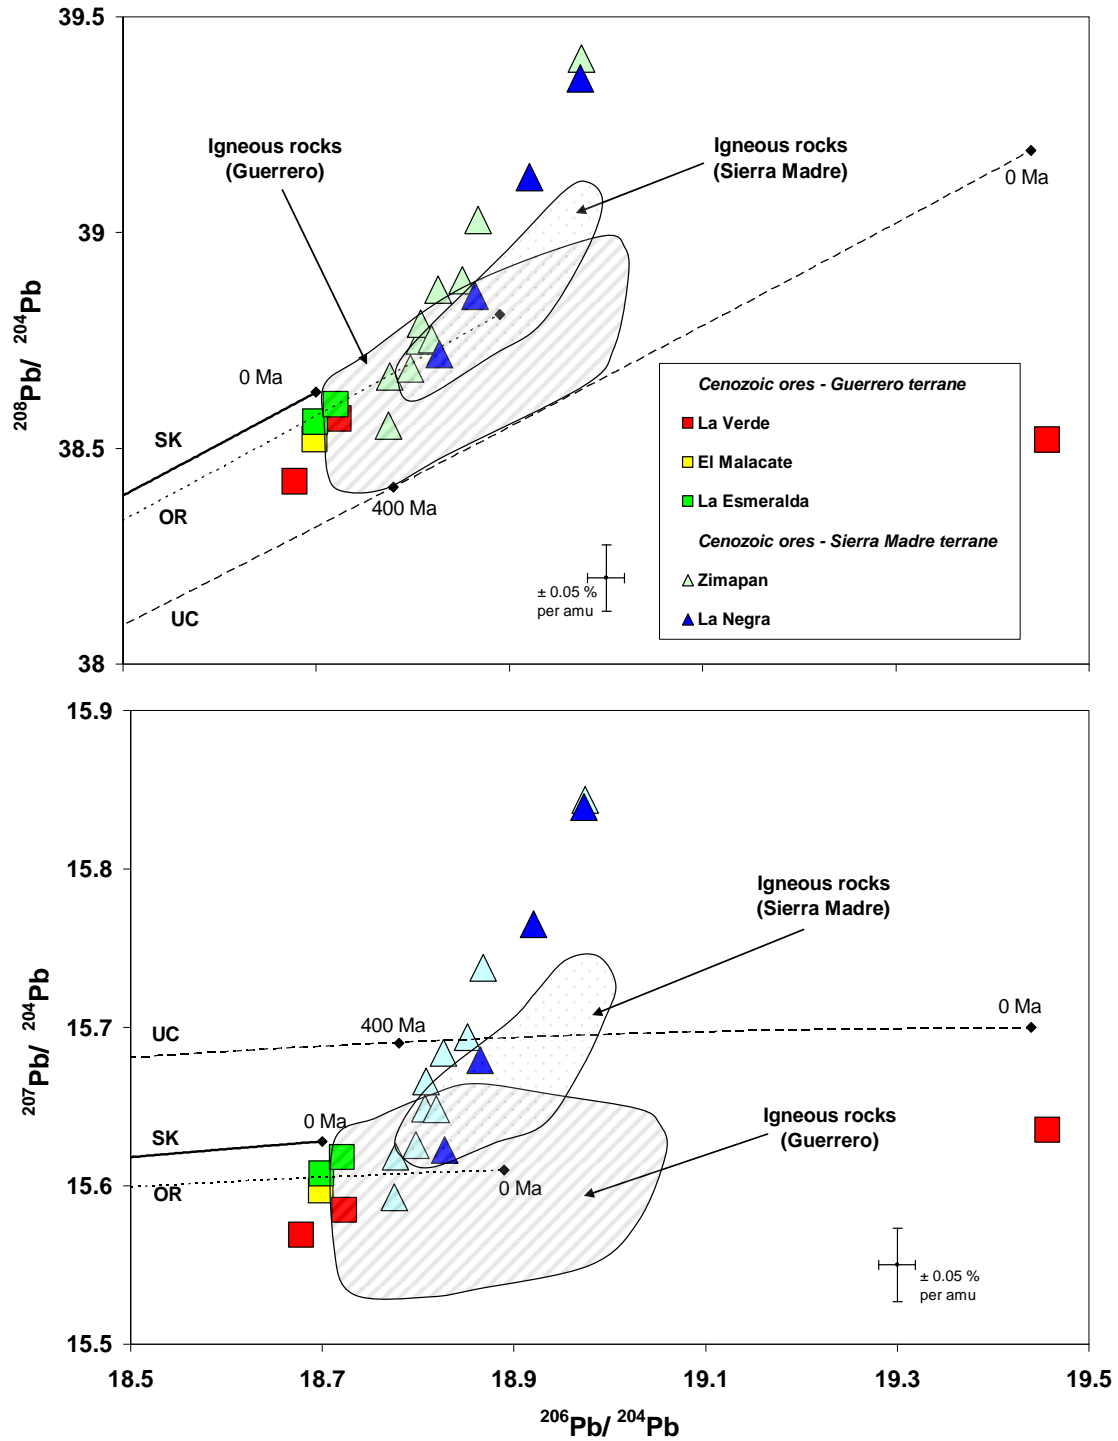 39.5
39
38.5
38
208Pb/ 204Pb
Igneous rocks
(Guerrero)
Igneous rocks
(Sierra Madre)
0 Ma
0 Ma
SK
OR
400 Ma
UC
± 0.05 %
per amu
Cenozoic ores - Guerrero terrane
La Verde
El Malacate
La Esmeralda
Cenozoic ores - Sierra Madre terrane
Zimapan
La Negra
15.9
15.8
15.7
15.6
15.5
207Pb/ 204Pb
Igneous rocks
(Sierra Madre)
UC
400 Ma
0 Ma
SK
0 Ma
Igneous rocks
(Guerrero)
OR
0 Ma
± 0.05 %
per amu
18.5
18.7
18.9
19.1
19.3
19.5
206Pb/ 204Pb